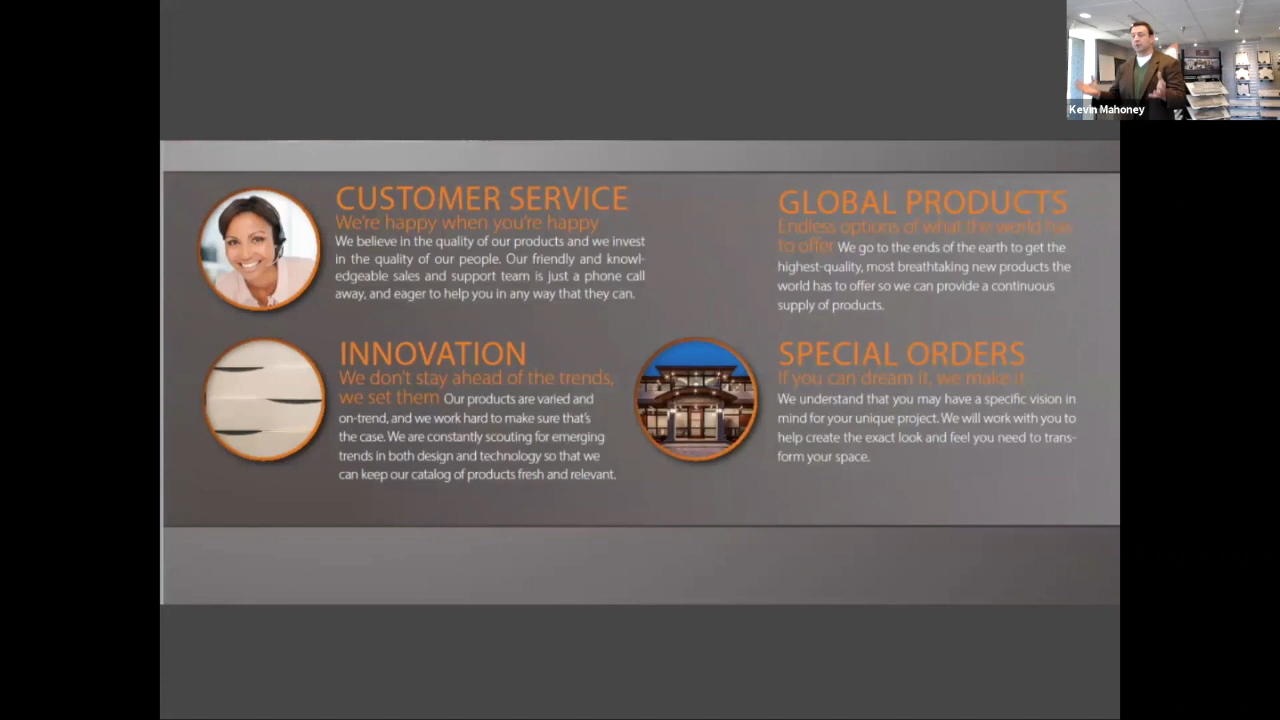 Kevin Mahoney
CUSTOMER SERVICE
We're happy when you're happy
We believe in the quality of our products and we invest
in the quality of our people. Our friendly and knowl-
edgeable sales and support team is just a phone call
away, and eager to help you in any way that they can.
GLOBAL PRODUCTS
Endless options of what the world has
to offer We go to the ends of the earth to get the
highest-quality, most breathtaking new products the
world has to offer so we can provide a continuous
supply of products.
INNOVATION
We don't stay ahead of the trends,
we set them Our products are varied and
on-trend, and we work hard to make sure that's
the case. We are constantly scouting for emerging
trends in both design and technology so that we
can keep our catalog of products fresh and relevant.
SPECIAL ORDERS
If you can dream it, we make it
We understand that you may have a specific vision in
mind for your unique project. We will work with you to
help create the exact look and feel you need to trans-
form your space.